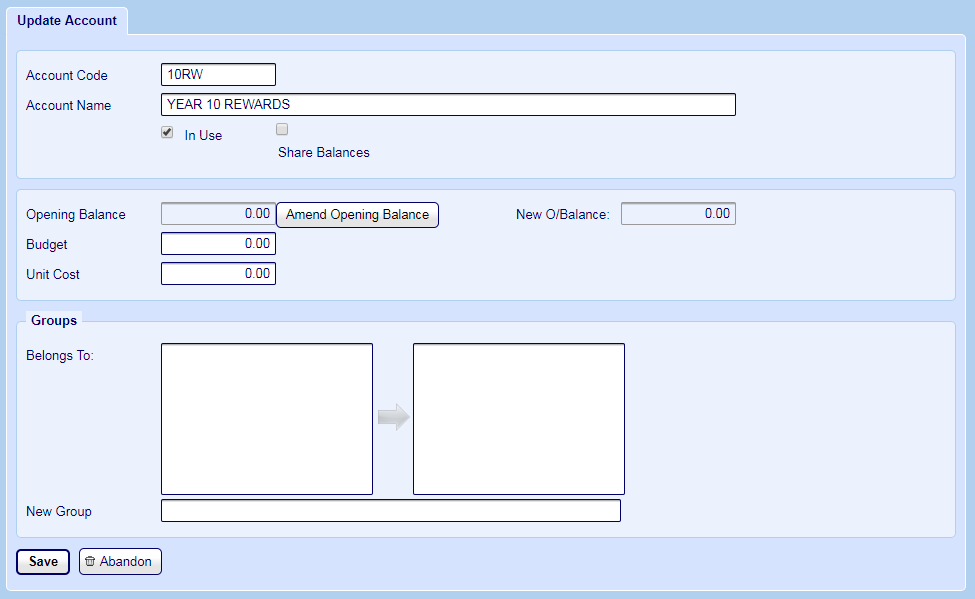 Update Account
Account Code 10RW
Account Name YEAR 10 REWARDS
In Use
Share Balances
Opening Balance 0.00 Amend Opening Balance New O/Balance: 0.00
Budget 0.00
Unit Cost 0.00
Groups
Belongs To:
New Group
Save Abandon